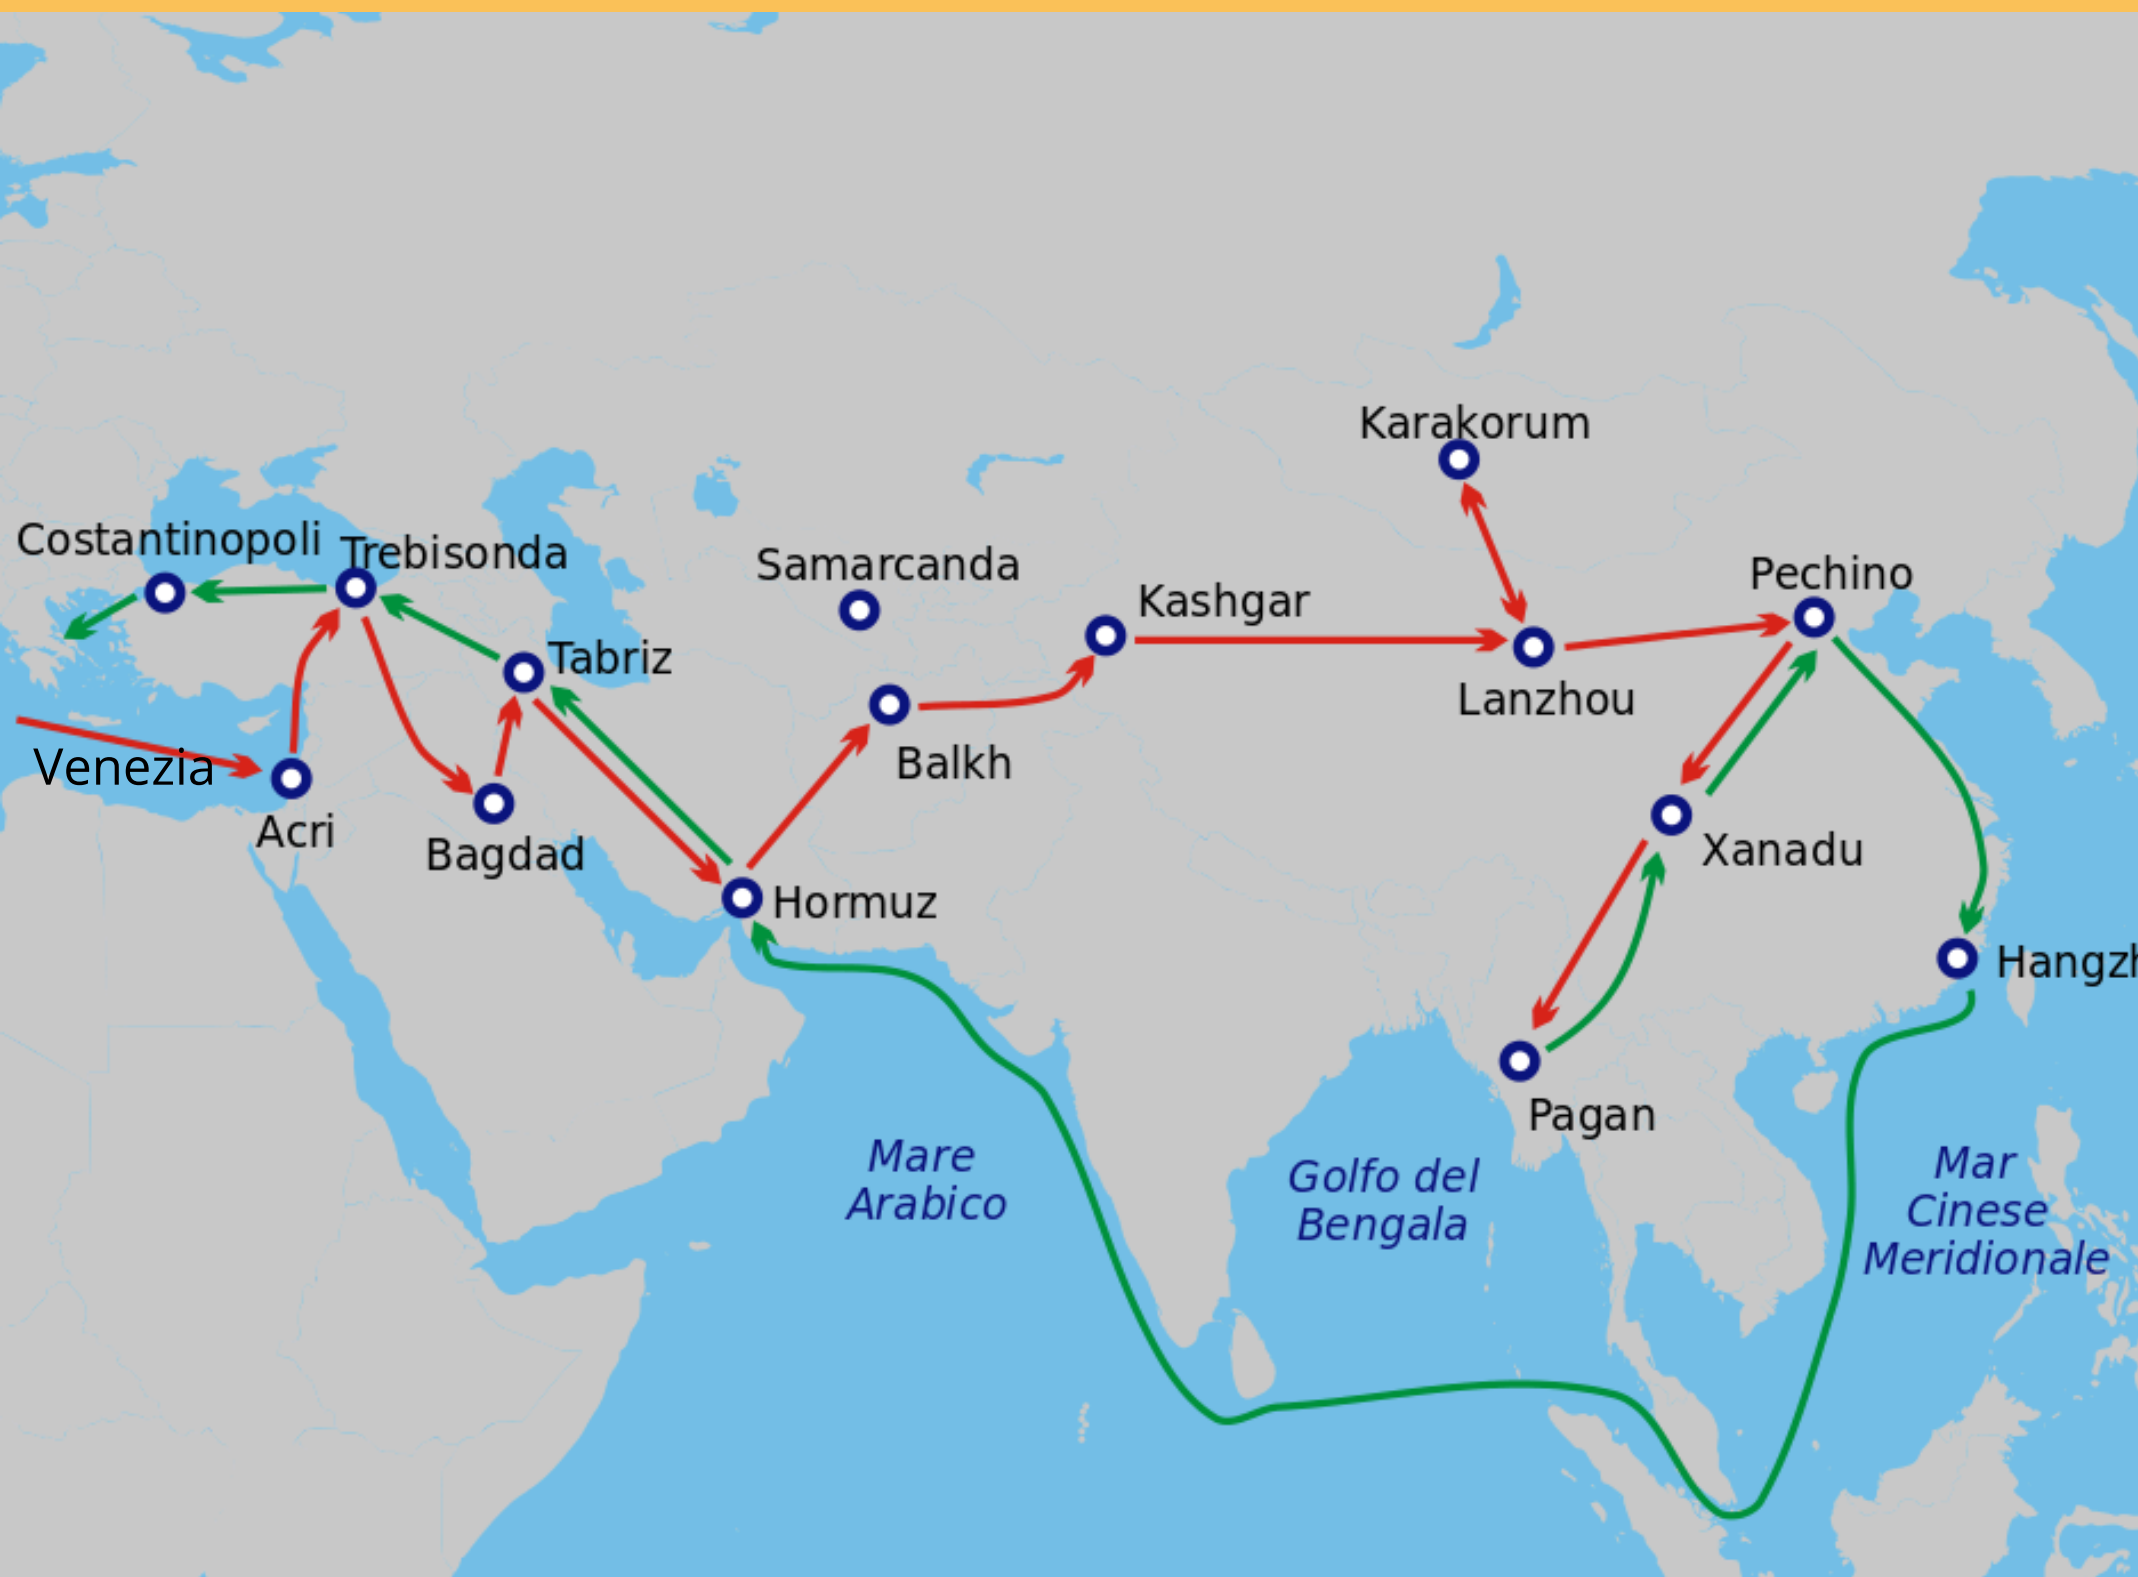 Karakorum
Costantinopoli
Trebisonda
Samarcanda
Pechino
Kashgar
Tabriz
Lanzhou
Venezia
Balkh
Acri
Bagdad
Xanadu
Hormuz
Hangzh
Pagan
Mare
Arabico
Golfo del
Bengala
Mar
Cinese
Meridionale